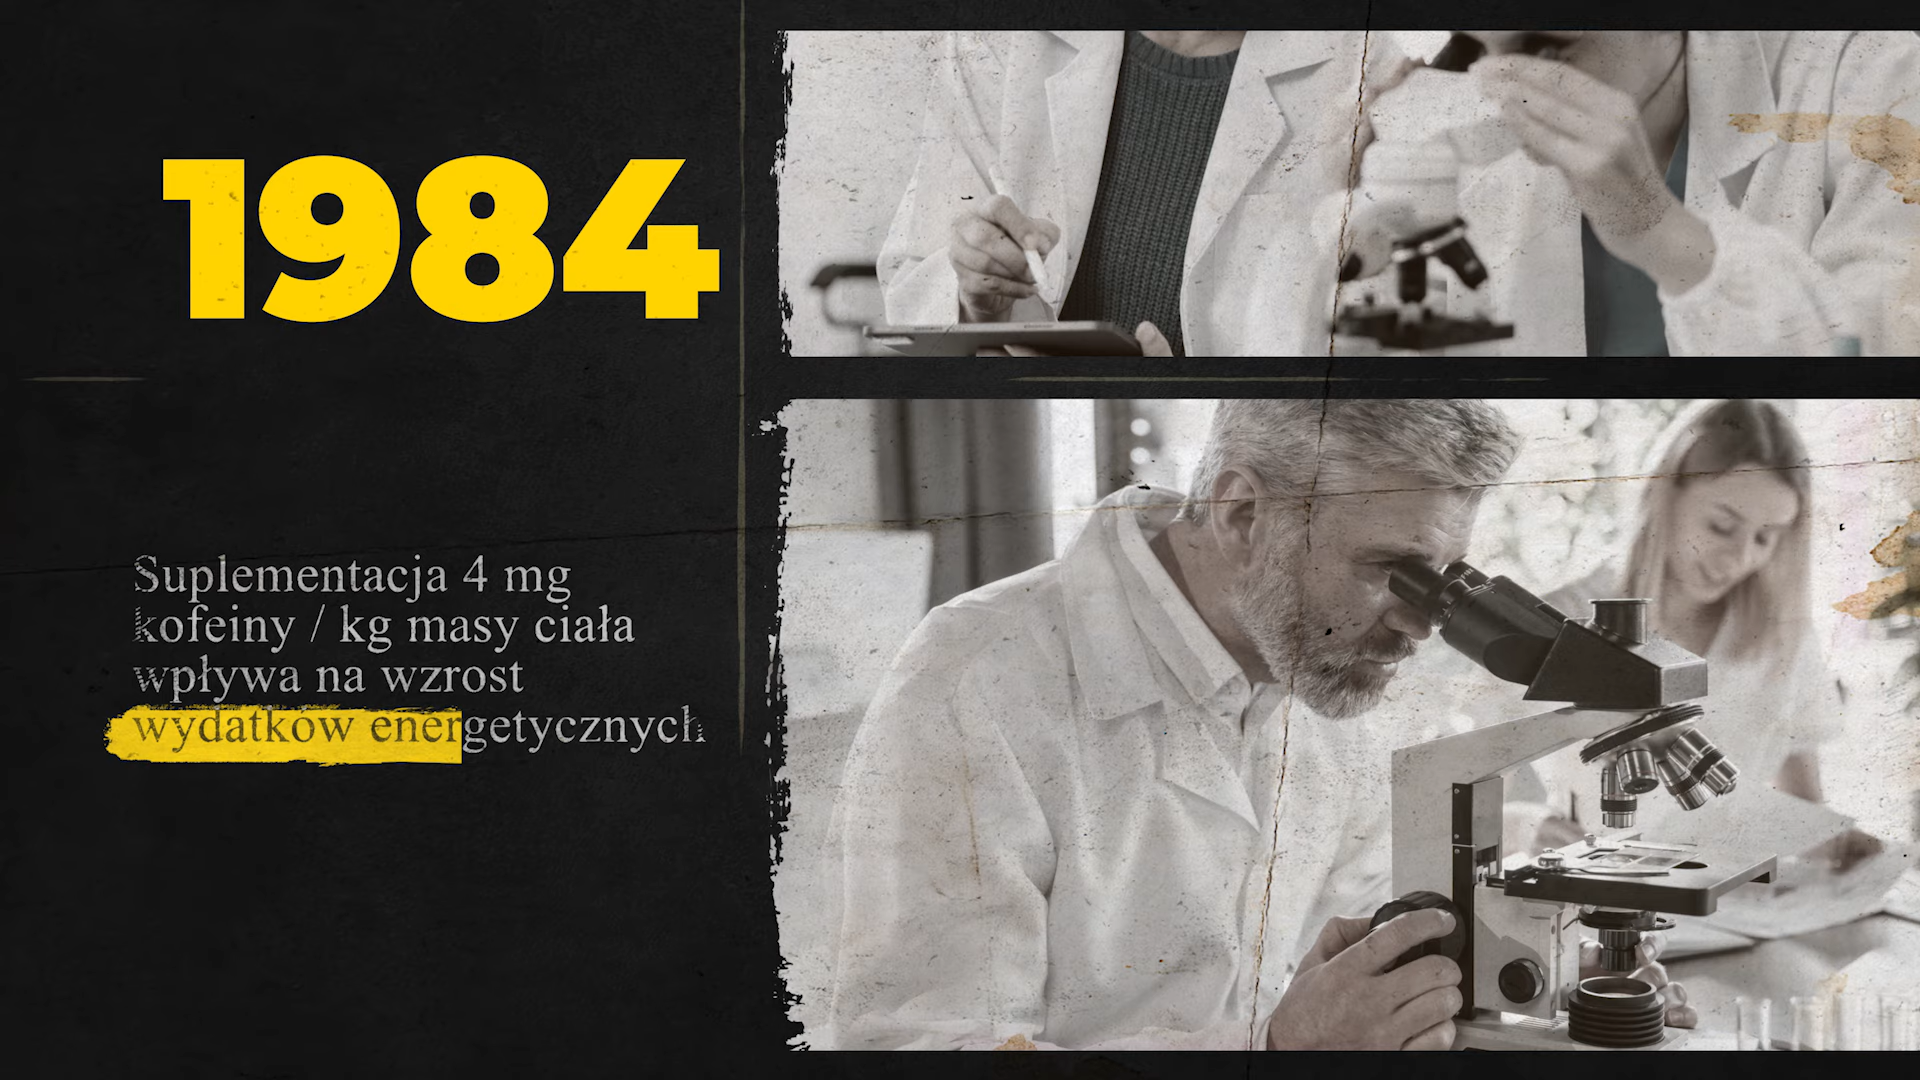 1984
Suplementacja 4 mg
kofeiny / kg masy ciała
wpływa na wzrost
wydatków energetycznych